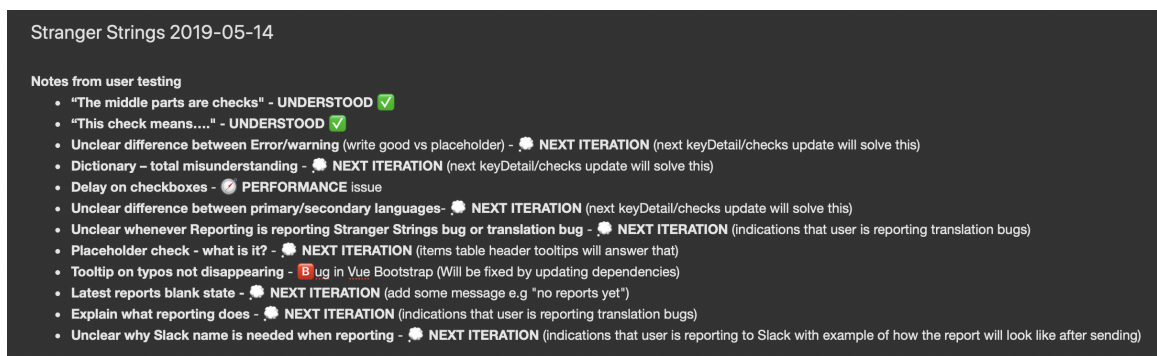 Stranger Strings 2019-05-14
Notes from user testing
• “The middle parts are checks" - UNDERSTOOD ✅
• “This check means...." - UNDERSTOOD ✅
• Unclear difference between Error/warning (write good vs placeholder) - 💭 NEXT ITERATION (next keyDetail/checks update will solve this)
• Dictionary – total misunderstanding - 💭 NEXT ITERATION (next keyDetail/checks update will solve this)
• Delay on checkboxes - 🧭 PERFORMANCE issue
• Unclear difference between primary/secondary languages- 💭 NEXT ITERATION (next keyDetail/checks update will solve this)
• Unclear whenever Reporting is reporting Stranger Strings bug or translation bug - 💭 NEXT ITERATION (indications that user is reporting translation bugs)
• Placeholder check - what is it? - 💭 NEXT ITERATION (items table header tooltips will answer that)
• Tooltip on typos not disappearing - 🅱️ug in Vue Bootstrap (Will be fixed by updating dependencies)
• Latest reports blank state - 💭 NEXT ITERATION (add some message e.g "no reports yet")
• Explain what reporting does - 💭 NEXT ITERATION (indications that user is reporting translation bugs)
• Unclear why Slack name is needed when reporting - 💭 NEXT ITERATION (indications that user is reporting to Slack with example of how the report will look like after sending)